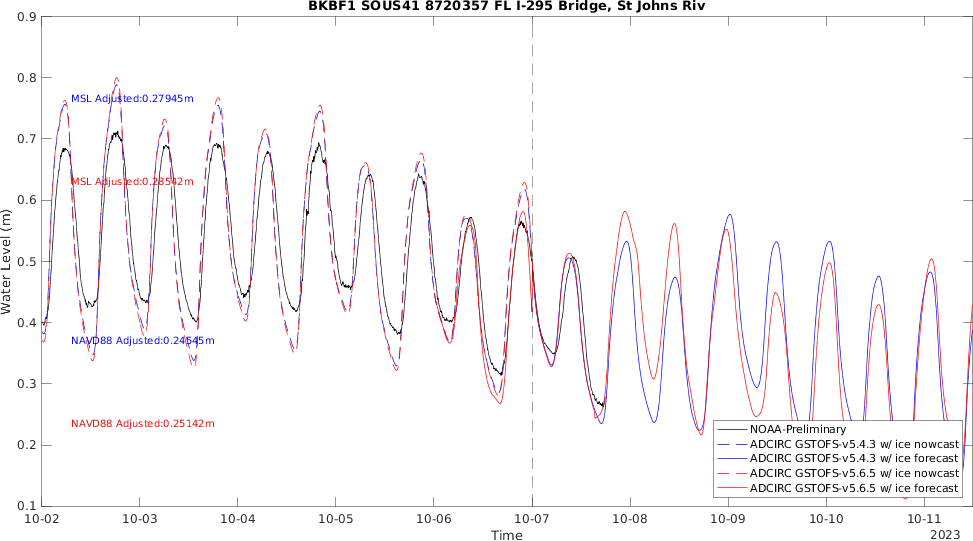 BKBF1 SOUS41 8720357 FL I-295 Bridge, St Johns Riv
0.9
0.8
0.7
0.6
0.5
0.4
0.3
0.2
0.1
Water Level (m)
MSL Adjusted:0.27945m
MSL Adjusted:0.28542m
NAVD88 Adjusted:0.24545m
NAVD88 Adjusted:0.25142m
NOAA-Preliminary
ADCIRC GSTOFS-v5.4.3 w/ ice nowcast
ADCIRC GSTOFS-v5.4.3 w/ ice forecast
ADCIRC GSTOFS-v5.6.5 w/ ice nowcast
ADCIRC GSTOFS-v5.6.5 w/ ice forecast
10-02 10-03 10-04 10-05 10-06 10-07 10-08 10-09 10-10 10-11
Time
2023